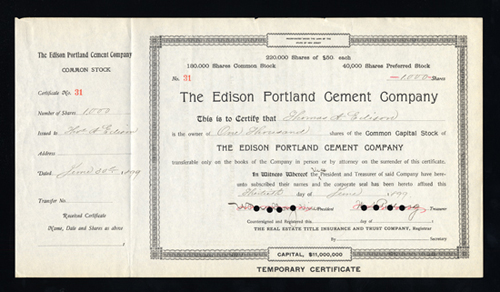 The Edison Portland Cement Company
COMMON STOCK
Certificate No. 31
Number of Shares 1000
Issued to Thos A Edison
Address
Dated June 30th 1899
Transfer No.
Received Certificate
Name, Date and Shares as above
220,000 Shares of $50. each
180,000 Shares Common Stock 40,000 Shares Preferred Stock
No. 31 —1000— Shares
The Edison Portland Cement Company
This is to Certify that Thomas A Edison
is the owner of One Thousand shares of the Common Capital Stock of
THE EDISON PORTLAND CEMENT COMPANY
transferable only on the books of the Company in person or by attorney on the surrender of this certificate.
In Witness Whereof the Vice President and Treasurer of said Company have here-
unto subscribed their names and the corporate seal has been hereto affixed this
Thirtieth day of June 1899
President Treasurer
Countersigned and Registered this day of
THE REAL ESTATE TITLE INSURANCE AND TRUST COMPANY, Registrar
By Secretary
CAPITAL, $11,000,000
TEMPORARY CERTIFICATE